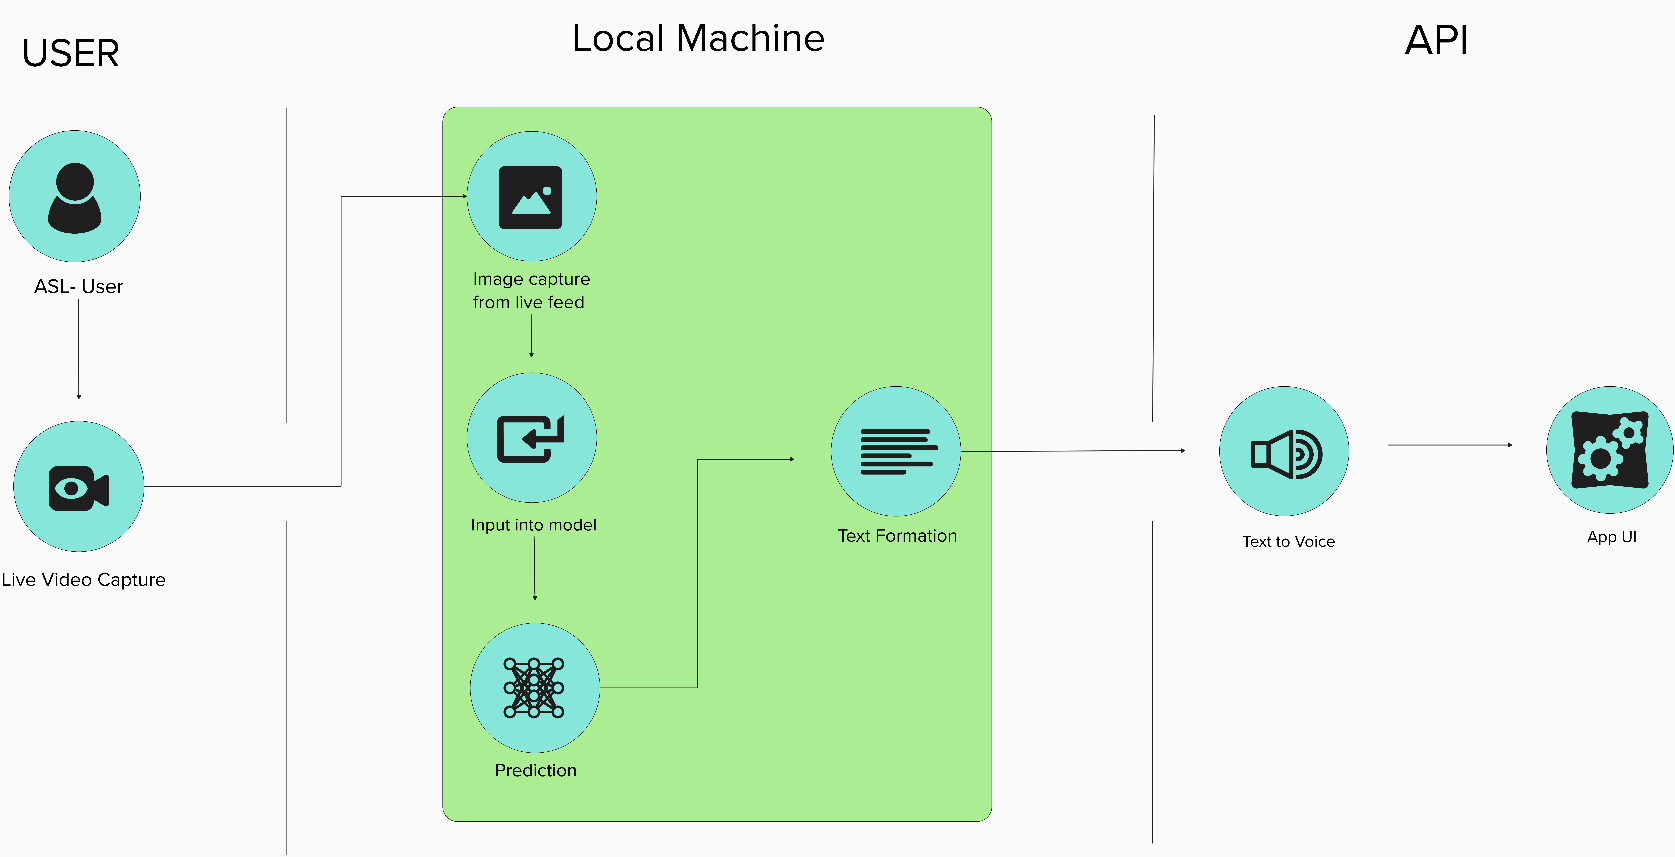 USER
Local Machine
API
ASL- User
Live Video Capture
Image capture
from live feed
Input into model
Prediction
Text Formation
Text to Voice
App UI